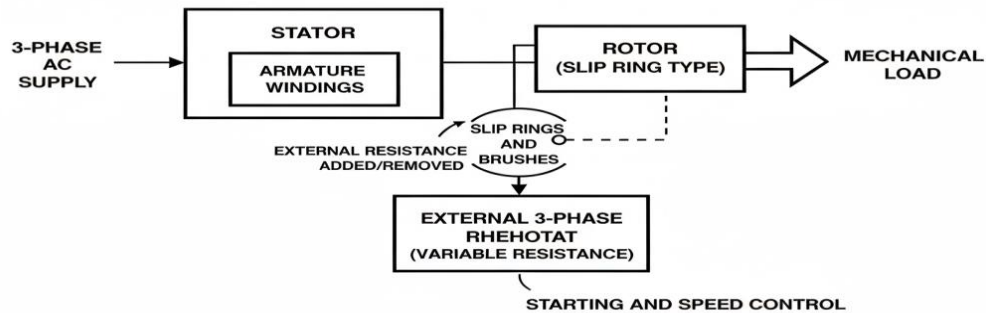 3-PHASE
AC
SUPPLY
STATOR
ARMATURE
WINDINGS
ROTOR
(SLIP RING TYPE)
MECHANICAL
LOAD
EXTERNAL RESISTANCE
ADDED/REMOVED
SLIP RINGS
AND
BRUSHES
EXTERNAL 3-PHASE
RHEHOTAT
(VARIABLE RESISTANCE)
STARTING AND SPEED CONTROL